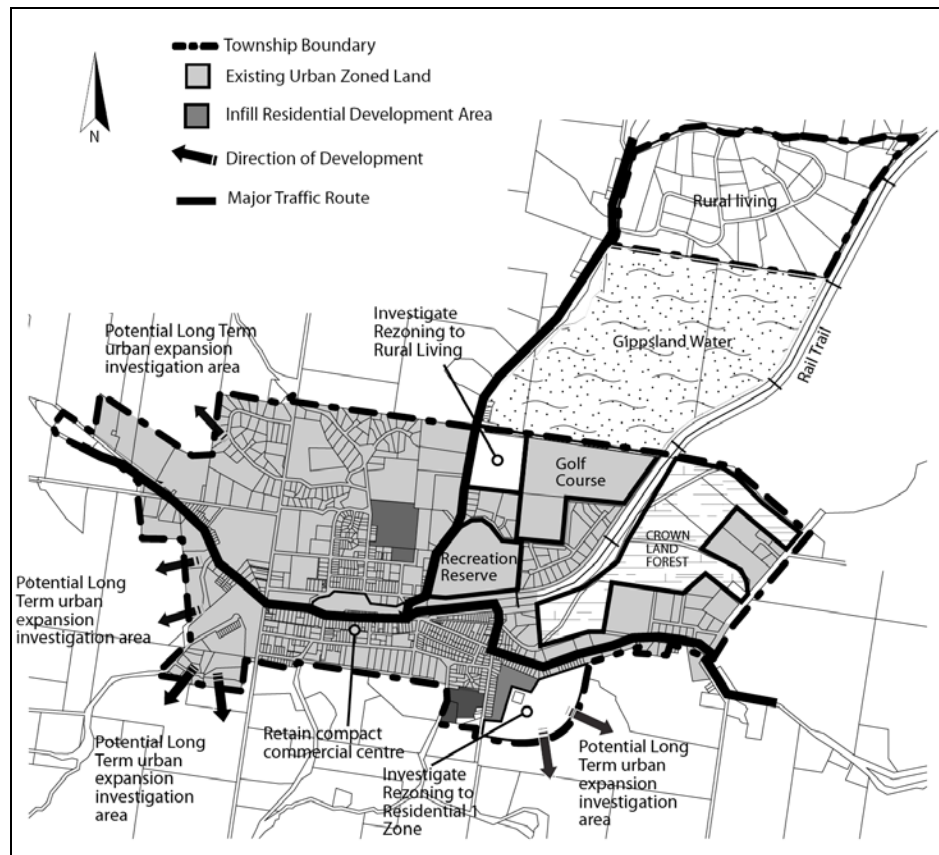 Township Boundary
Existing Urban Zoned Land
Infill Residential Development Area
Direction of Development
Major Traffic Route
N
Rural living
Gippsland Water
Rail Trail
Investigate
Rezoning to
Rural Living
Potential Long Term
urban expansion
investigation area
Golf
Course
CROWN
LAND
FOREST
Recreation
Reserve
Potential Long
Term urban
expansion
investigation area
Retain compact
commercial centre
Potential Long
Term urban
expansion
investigation
area
Investigate
Rezoning to
Residential 1
Zone
Potential Long
Term urban
expansion
investigation
area